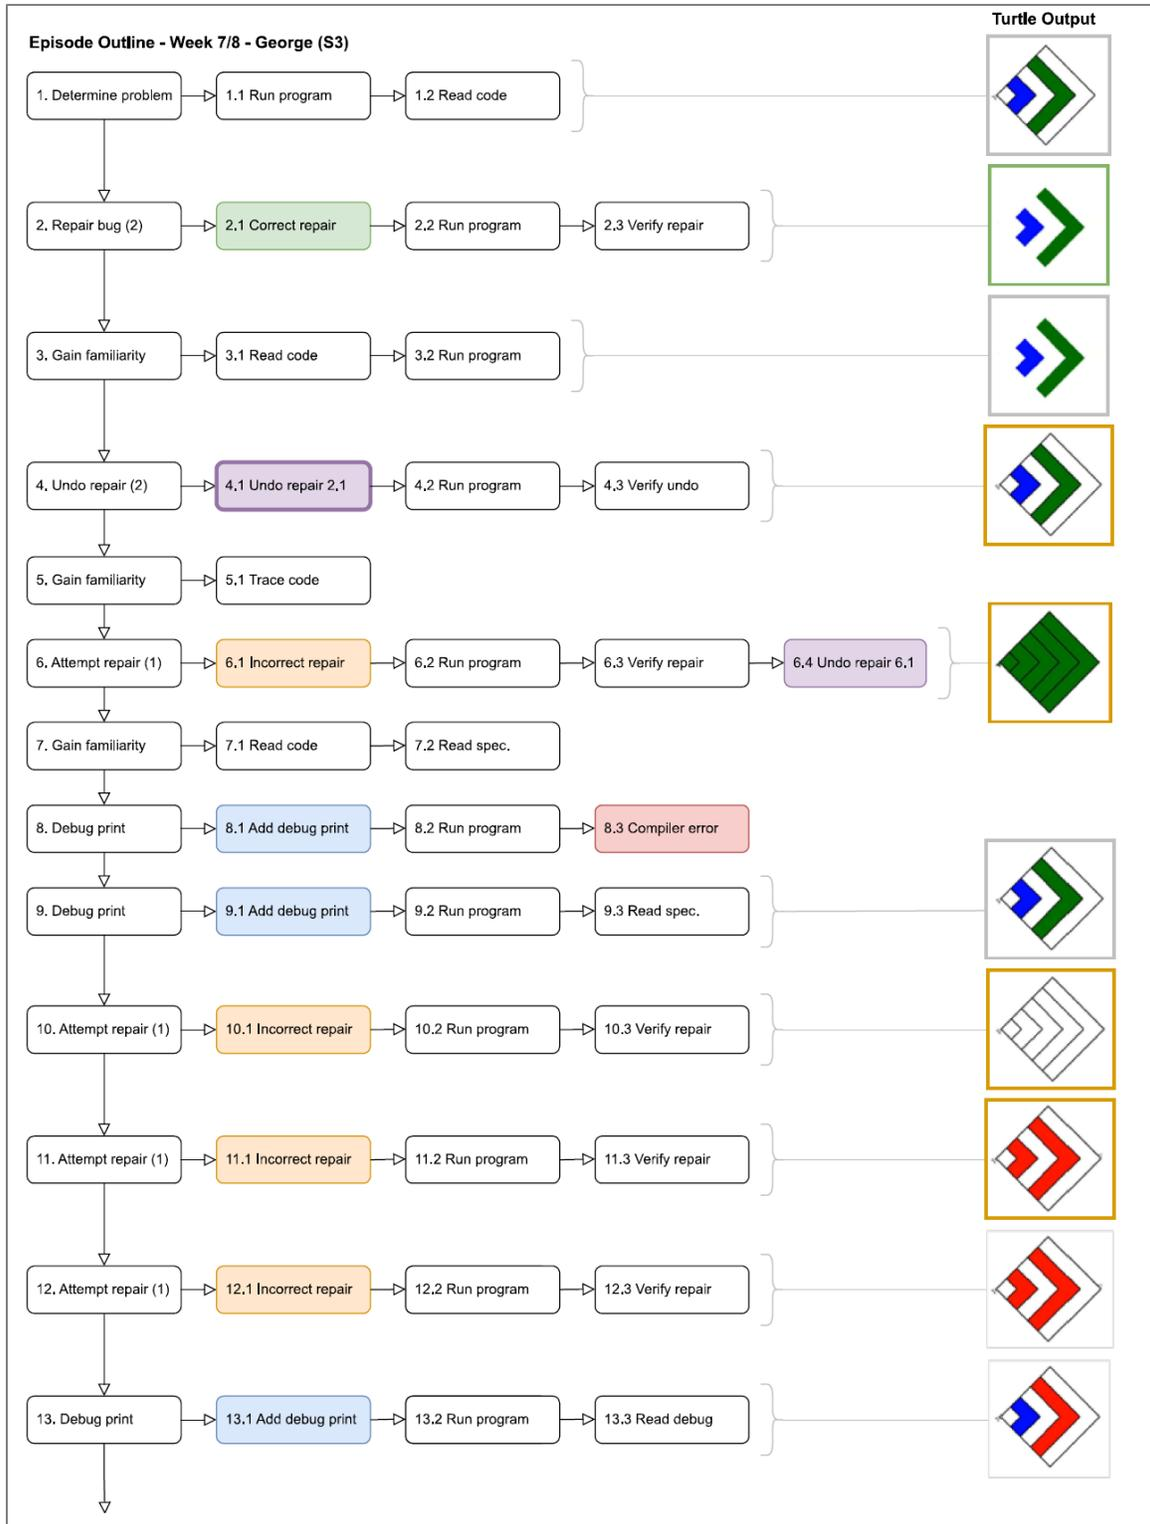 Turtle Output
Episode Outline - Week 7/8 - George (S3)
1. Determine problem
1.1 Run program
1.2 Read code
2. Repair bug (2)
2.1 Correct repair
2.2 Run program
2.3 Verify repair
3. Gain familiarity
3.1 Read code
3.2 Run program
4. Undo repair (2)
4.1 Undo repair 2.1
4.2 Run program
4.3 Verify undo
5. Gain familiarity
5.1 Trace code
6. Attempt repair (1)
6.1 Incorrect repair
6.2 Run program
6.3 Verify repair
6.4 Undo repair 6.1
7. Gain familiarity
7.1 Read code
7.2 Read spec.
8. Debug print
8.1 Add debug print
8.2 Run program
8.3 Compiler error
9. Debug print
9.1 Add debug print
9.2 Run program
9.3 Read spec.
10. Attempt repair (1)
10.1 Incorrect repair
10.2 Run program
10.3 Verify repair
11. Attempt repair (1)
11.1 Incorrect repair
11.2 Run program
11.3 Verify repair
12. Attempt repair (1)
12.1 Incorrect repair
12.2 Run program
12.3 Verify repair
13. Debug print
13.1 Add debug print
13.2 Run program
13.3 Read debug